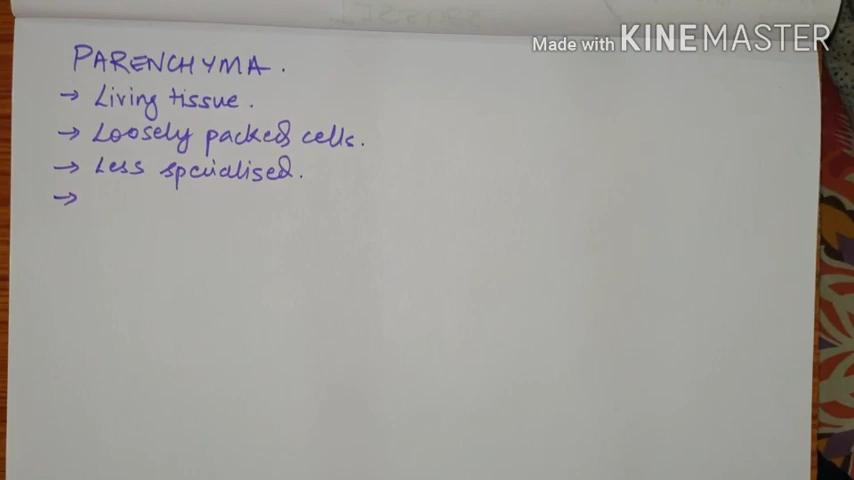 Made with KINEMASTER
PARENCHYMA.
→ Living tissue.
→ Loosely packed cells.
→ Less specialised.
→